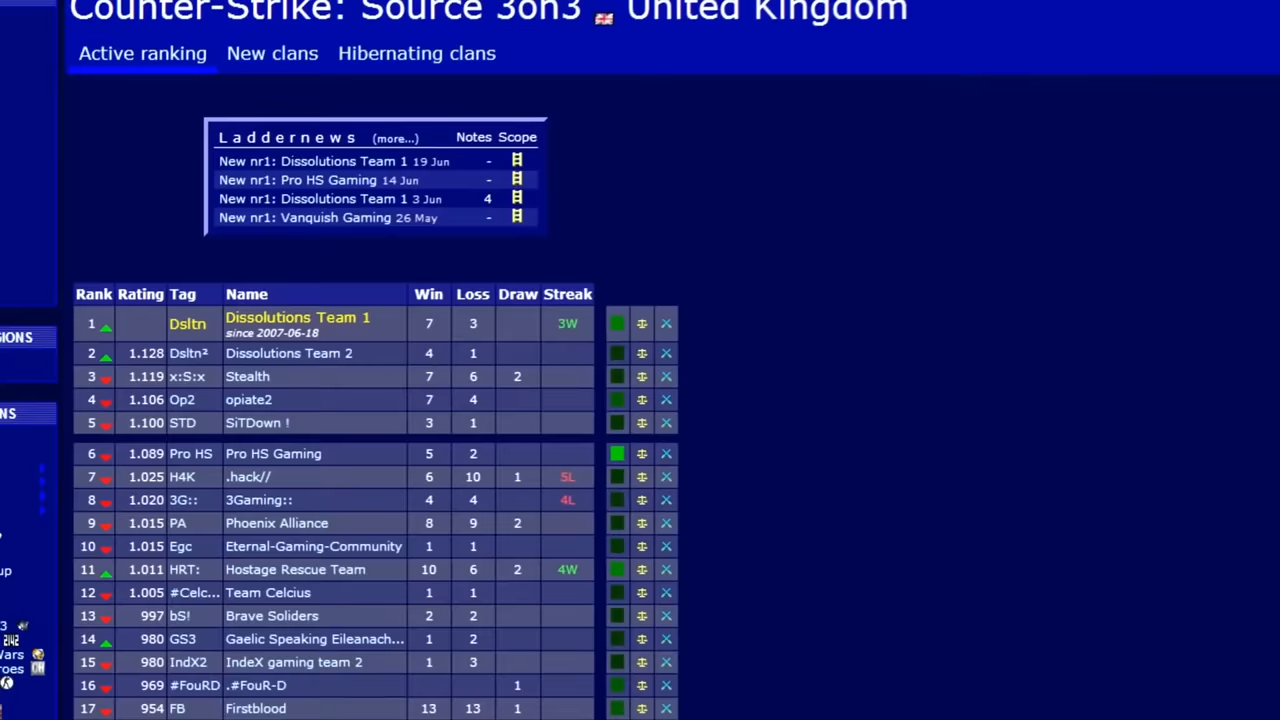 Counter-Strike: Source 3on3 United Kingdom
Active ranking New clans Hibernating clans
Laddernews (more...) Notes Scope
New nr1: Dissolutions Team 1 19 Jun -
New nr1: Pro HS Gaming 14 Jun -
New nr1: Dissolutions Team 1 3 Jun 4
New nr1: Vanquish Gaming 26 May -
Rank Rating Tag Name Win Loss Draw Streak
1 Dsltn Dissolutions Team 1 7 3 3W
since 2007-06-18
2 1.128 Dsltn² Dissolutions Team 2 4 1
3 1.119 x:S:x Stealth 7 6 2
4 1.106 Op2 opiate2 7 4
5 1.100 STD SiTDown ! 3 1
6 1.089 Pro HS Pro HS Gaming 5 2
7 1.025 H4K .hack// 6 10 1 5L
8 1.020 3G:: 3Gaming:: 4 4 4L
9 1.015 PA Phoenix Alliance 8 9 2
10 1.015 Egc Eternal-Gaming-Community 1 1
11 1.011 HRT: Hostage Rescue Team 10 6 2 4W
12 1.005 #Celc... Team Celcius 1 1
13 997 bS! Brave Soliders 2 2
14 980 GS3 Gaelic Speaking Eileanach... 1 2
15 980 IndX2 IndeX gaming team 2 1 3
16 969 #FouRD .#FouR-D 1
17 954 FB Firstblood 13 13 1
IONS
NS
up
3
2142
Wars
roes